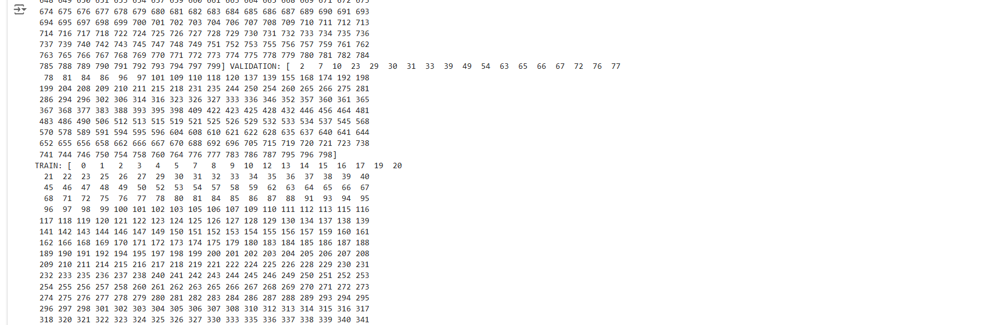 648 649 650 651 653 654 657 659 660 661 663 664 665 668 669 671 672 673
674 675 676 677 678 679 680 681 682 683 684 685 686 687 689 690 691 693
694 695 697 698 699 700 701 702 703 704 706 707 708 709 710 711 712 713
714 716 717 718 722 724 725 726 727 728 729 730 731 732 733 734 735 736
737 739 740 742 743 745 747 748 749 751 752 753 755 756 757 759 761 762
763 765 766 767 768 769 770 771 772 773 774 775 778 779 780 781 782 784
785 788 789 790 791 792 793 794 797 799] VALIDATION: [ 2 7 10 23 29 30 31 33 39 49 54 63 65 66 67 72 76 77
78 81 84 86 96 97 101 109 110 118 120 137 139 155 168 174 192 198
199 204 208 209 210 211 215 218 231 235 244 250 254 260 265 266 275 281
286 294 296 302 306 314 316 323 326 327 333 336 346 352 357 360 361 365
367 368 377 383 388 393 395 398 409 422 423 425 428 432 446 456 464 481
483 486 490 506 512 513 515 519 521 525 526 529 532 533 534 537 545 568
570 578 589 591 594 595 596 604 608 610 621 622 628 635 637 640 641 644
652 655 656 658 662 666 667 670 688 692 696 705 715 719 720 721 723 738
741 744 746 750 754 758 760 764 776 777 783 786 787 795 796 798]
TRAIN: [ 0 1 2 3 4 5 7 8 9 10 12 13 14 15 16 17 19 20
21 22 23 25 26 27 29 30 31 32 33 34 35 36 37 38 39 40
45 46 47 48 49 50 52 53 54 57 58 59 62 63 64 65 66 67
68 71 72 75 76 77 78 80 81 84 85 86 87 88 91 93 94 95
96 97 98 99 100 101 102 103 105 106 107 109 110 111 112 113 115 116
117 118 119 120 121 122 123 124 125 126 127 128 129 130 134 137 138 139
141 142 143 144 146 147 149 150 151 152 153 154 155 156 157 159 160 161
162 166 168 169 170 171 172 173 174 175 179 180 183 184 185 186 187 188
189 190 191 192 194 195 197 198 199 200 201 202 203 204 205 206 207 208
209 210 211 214 215 216 217 218 219 221 222 224 225 226 228 229 230 231
232 233 235 236 237 238 240 241 242 243 244 245 246 249 250 251 252 253
254 255 256 257 258 260 261 262 263 265 266 267 268 269 270 271 272 273
274 275 276 277 278 279 280 281 282 283 284 286 287 288 289 293 294 295
296 297 298 301 302 303 304 305 306 307 308 310 312 313 314 315 316 317
318 320 321 322 323 324 325 326 327 330 333 335 336 337 338 339 340 341